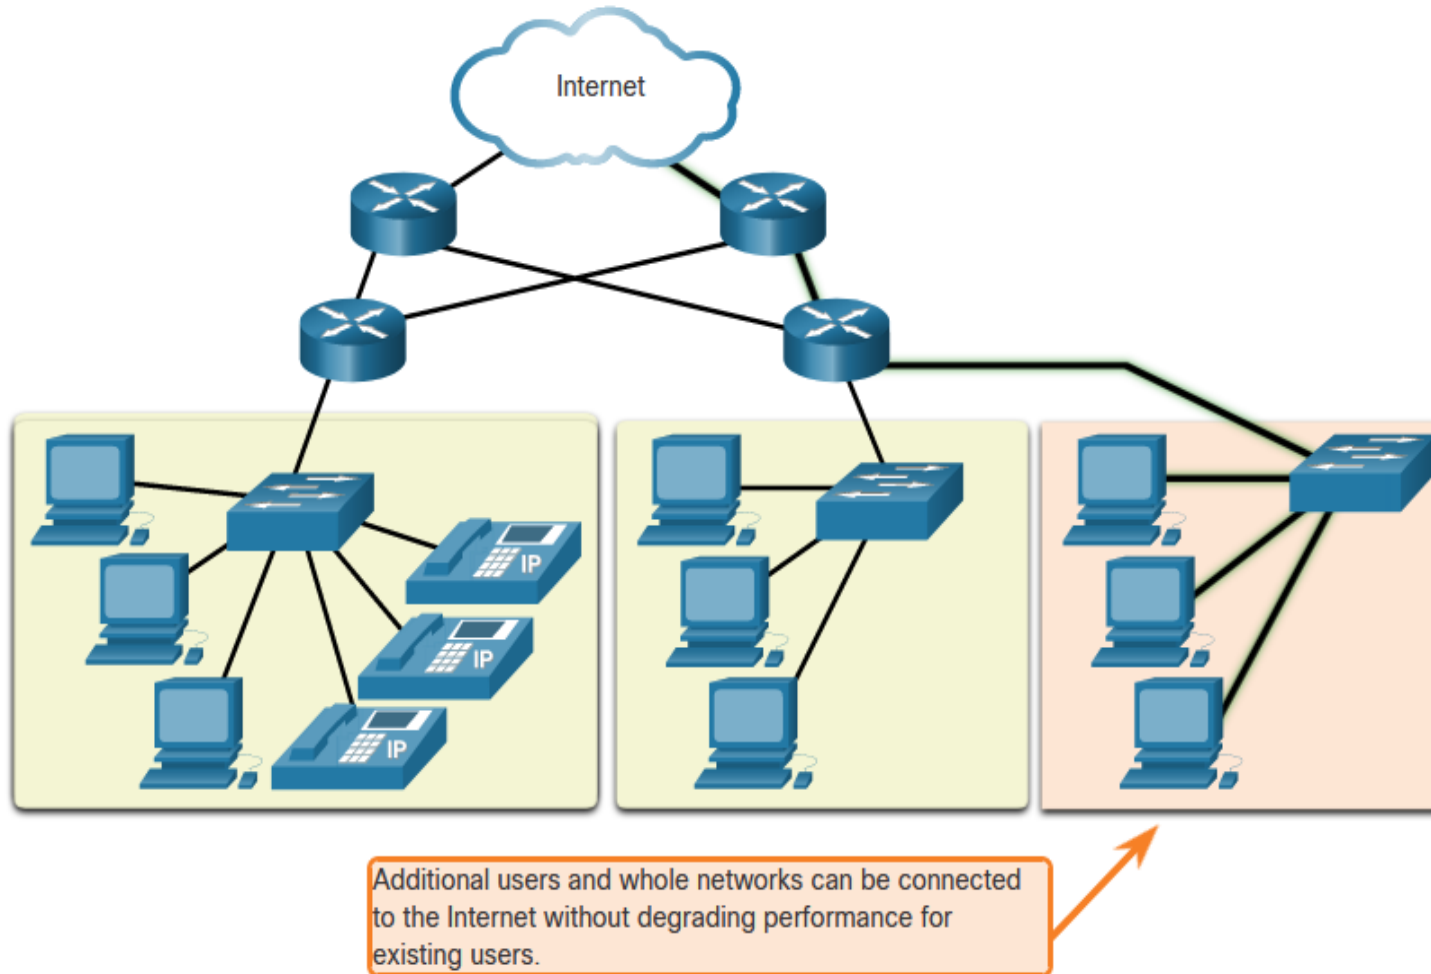 Internet
IP
IP
IP
Additional users and whole networks can be connected
to the Internet without degrading performance for
existing users.